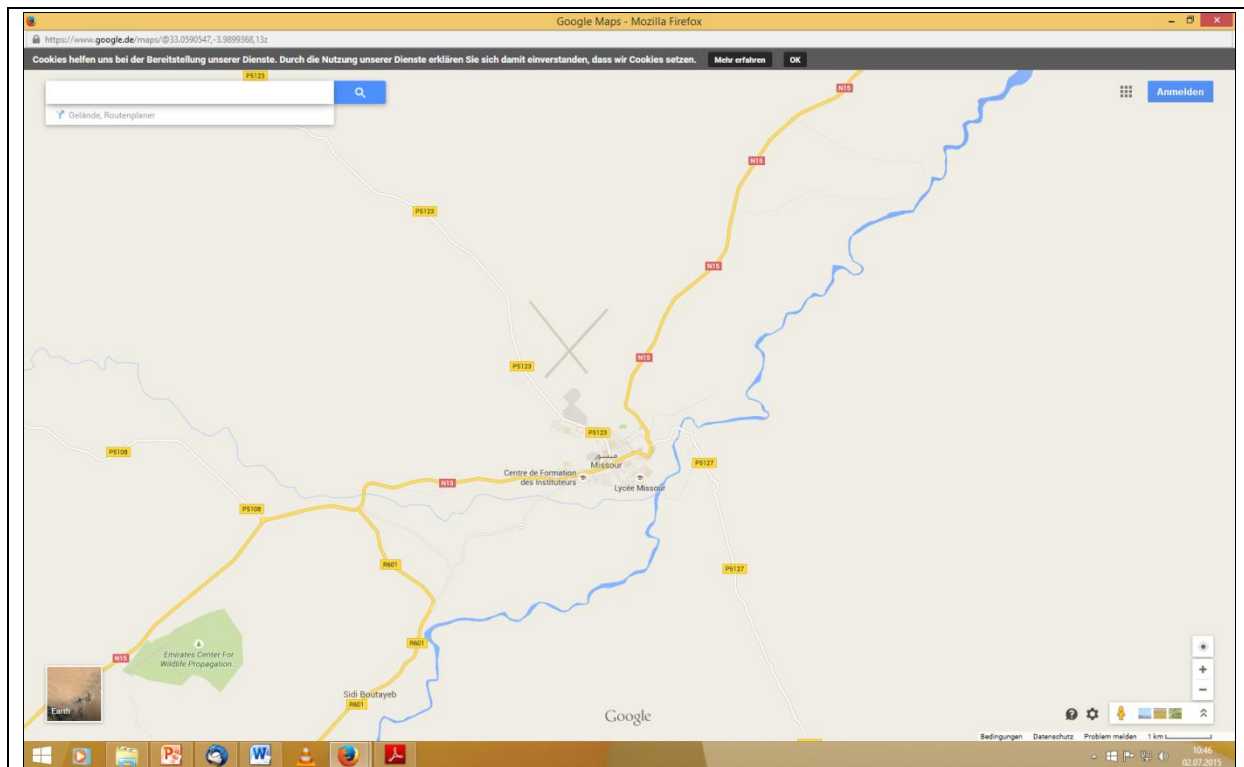 Google Maps - Mozilla Firefox
https://www.google.de/maps/@33.0590547,-3.9899368,13z
Cookies helfen uns bei der Bereitstellung unserer Dienste. Durch die Nutzung unserer Dienste erklären Sie sich damit einverstanden, dass wir Cookies setzen. Mehr erfahren OK
P5123
N15
Anmelden
Gelände, Routenplaner
N15
P5123
N15
N15
P5123
P5123
P5108
ميسور
Missour
P5127
Centre de Formation
des Instituteurs
N15
Lycée Missour
P5108
R601
P5127
R601
Emirates Center For
Wildlife Propagation...
N15
Sidi Boutayeb
R601
Earth
Google
Bedingungen Datenschutz Problem melden 1 km
10:46
02.07.2015